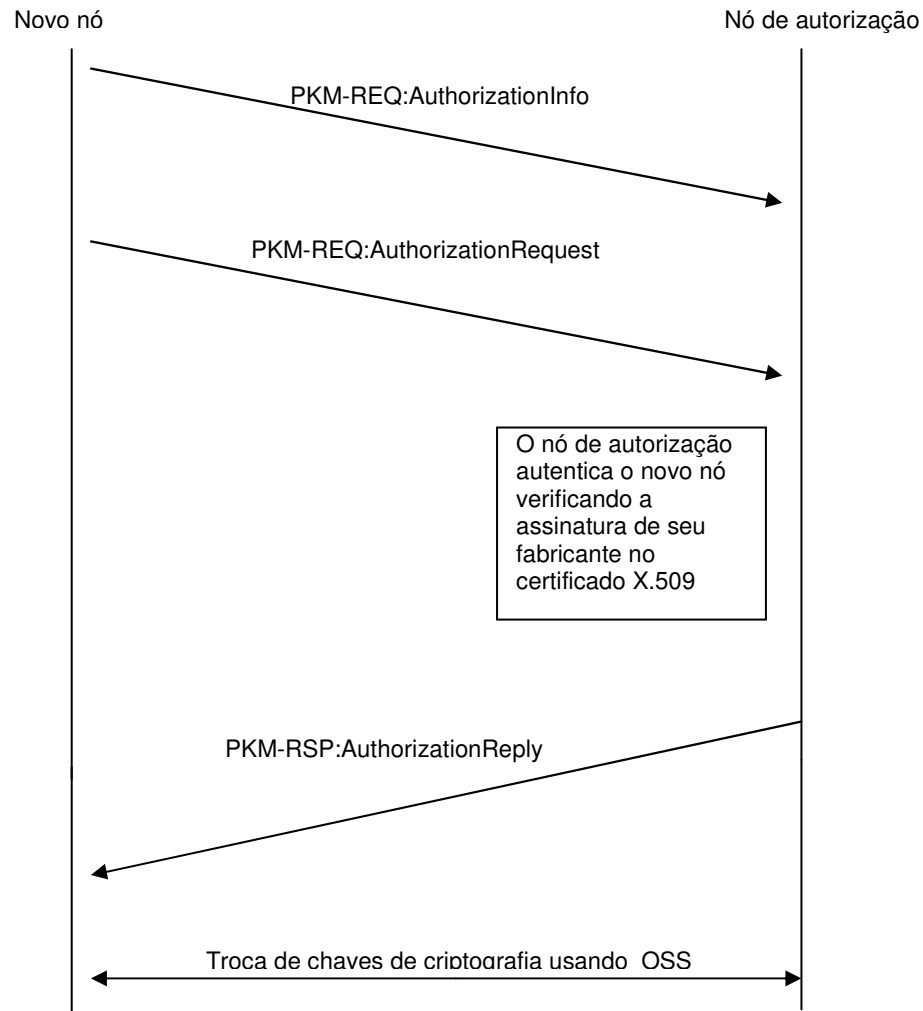 Novo nó
Nó de autorização
PKM-REQ:AuthorizationInfo
PKM-REQ:AuthorizationRequest
O nó de autorização
autentica o novo nó
verificando a
assinatura de seu
fabricante no
certificado X.509
PKM-RSP:AuthorizationReply
Troca de chaves de criptografia usando OSS